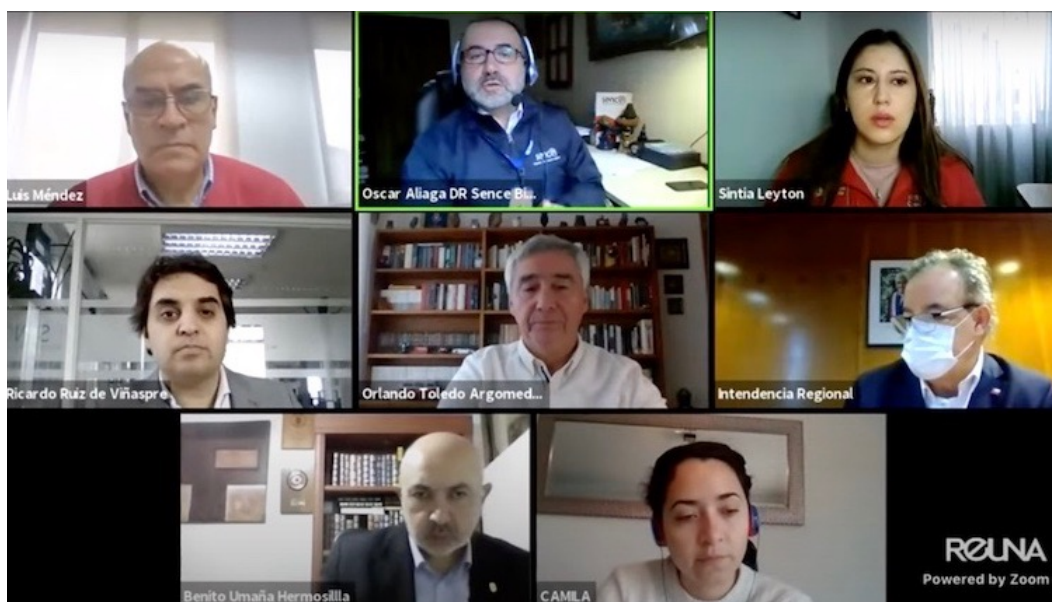 Luis Méndez
Oscar Aliaga DR Sence Bi...
Sintia Leyton
Ricardo Ruiz de Viñaspre
Orlando Toledo Argomed...
Intendencia Regional
Benito Umaña Hermosillla
CAMILA
REUNA
Powered by Zoom